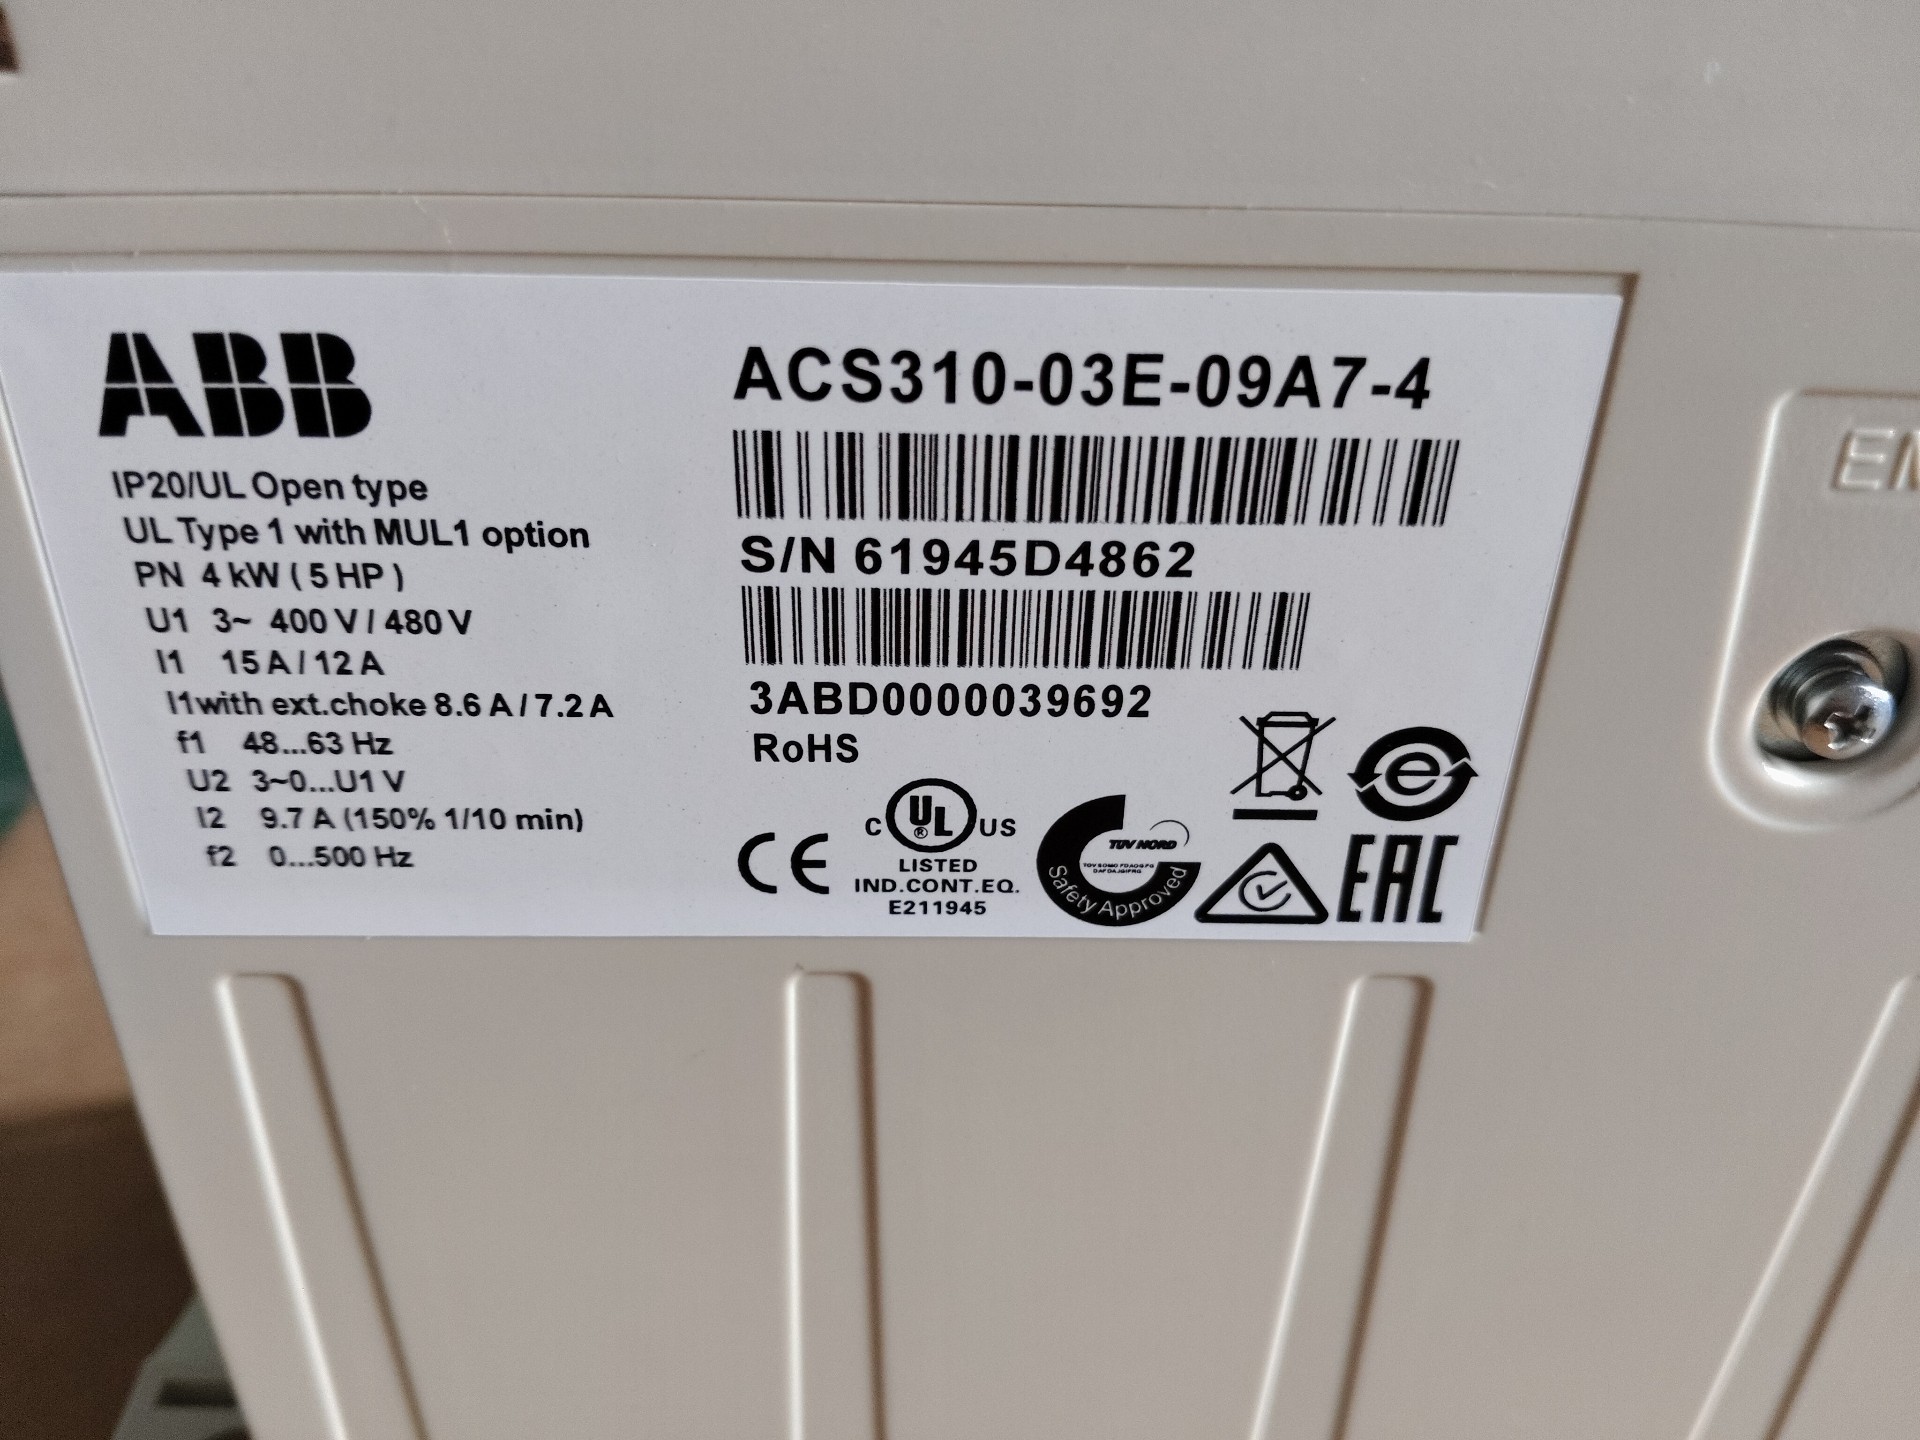 ABB
IP20/UL Open type
UL Type 1 with MUL1 option
PN 4 kW ( 5 HP )
U1 3~ 400 V / 480 V
I1 15 A / 12 A
I1with ext.choke 8.6 A / 7.2 A
f1 48...63 Hz
U2 3~0...U1 V
I2 9.7 A (150% 1/10 min)
f2 0...500 Hz
ACS310-03E-09A7-4
S/N 61945D4862
3ABD0000039692
RoHS
CE
C UL ® US
LISTED
IND.CONT.EQ.
E211945
TÜV NORD
Safety Approved
e
EAC